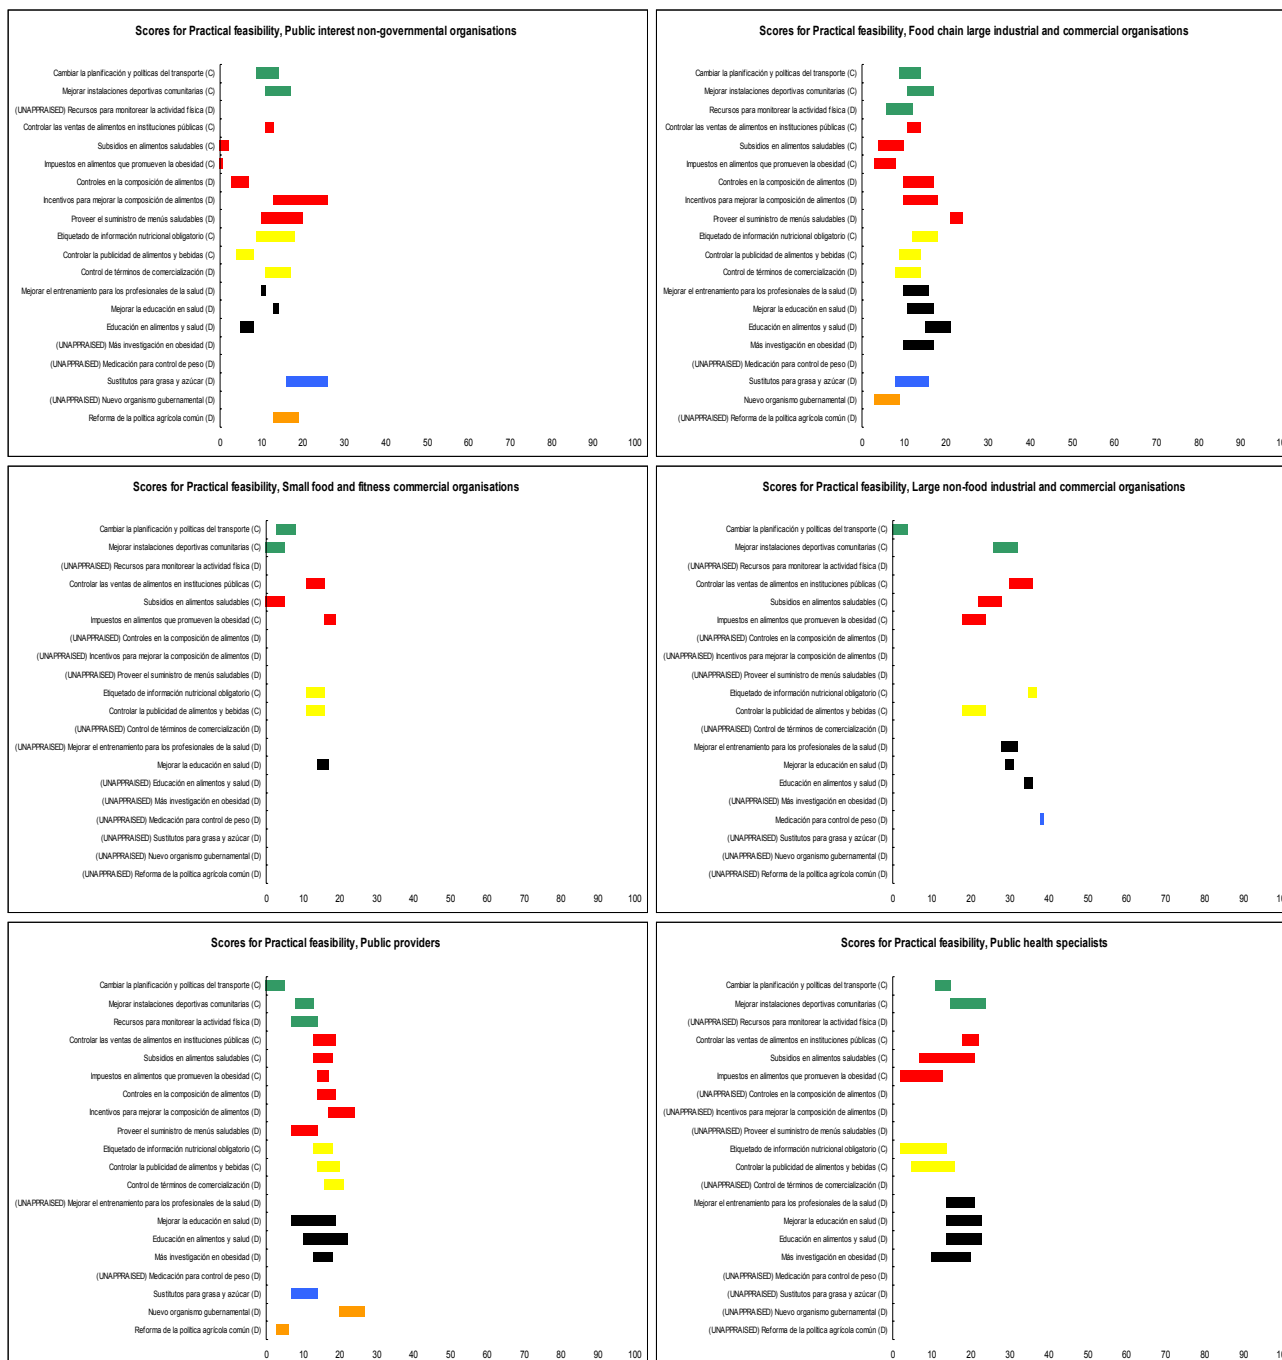 Scores for Practical feasibility, Public interest non-governmental organisations
Cambiar la planificación y políticas del transporte (C)
Mejorar instalaciones deportivas comunitarias (C)
(UNAPPRAISED) Recursos para monitorear la actividad física (D)
Controlar las ventas de alimentos en instituciones públicas (C)
Subsidios en alimentos saludables (C)
Impuestos en alimentos que promueven la obesidad (C)
Controles en la composición de alimentos (D)
Incentivos para mejorar la composición de alimentos (D)
Proveer el suministro de menús saludables (D)
Etiquetado de información nutricional obligatorio (C)
Controlar la publicidad de alimentos y bebidas (C)
Control de términos de comercialización (D)
Mejorar el entrenamiento para los profesionales de la salud (D)
Mejorar la educación en salud (D)
Educación en alimentos y salud (D)
(UNAPPRAISED) Más investigación en obesidad (D)
(UNAPPRAISED) Medicación para control de peso (D)
Sustitutos para grasa y azúcar (D)
(UNAPPRAISED) Nuevo organismo gubernamental (D)
Reforma de la política agrícola común (D)
0 10 20 30 40 50 60 70 80 90 100
Scores for Practical feasibility, Food chain large industrial and commercial organisations
Cambiar la planificación y políticas del transporte (C)
Mejorar instalaciones deportivas comunitarias (C)
Recursos para monitorear la actividad física (D)
Controlar las ventas de alimentos en instituciones públicas (C)
Subsidios en alimentos saludables (C)
Impuestos en alimentos que promueven la obesidad (C)
Controles en la composición de alimentos (D)
Incentivos para mejorar la composición de alimentos (D)
Proveer el suministro de menús saludables (D)
Etiquetado de información nutricional obligatorio (C)
Controlar la publicidad de alimentos y bebidas (C)
Control de términos de comercialización (D)
Mejorar el entrenamiento para los profesionales de la salud (D)
Mejorar la educación en salud (D)
Educación en alimentos y salud (D)
Más investigación en obesidad (D)
(UNAPPRAISED) Medicación para control de peso (D)
Sustitutos para grasa y azúcar (D)
Nuevo organismo gubernamental (D)
(UNAPPRAISED) Reforma de la política agrícola común (D)
0 10 20 30 40 50 60 70 80 90
Scores for Practical feasibility, Small food and fitness commercial organisations
Cambiar la planificación y políticas del transporte (C)
Mejorar instalaciones deportivas comunitarias (C)
(UNAPPRAISED) Recursos para monitorear la actividad física (D)
Controlar las ventas de alimentos en instituciones públicas (C)
Subsidios en alimentos saludables (C)
Impuestos en alimentos que promueven la obesidad (C)
(UNAPPRAISED) Controles en la composición de alimentos (D)
(UNAPPRAISED) Incentivos para mejorar la composición de alimentos (D)
(UNAPPRAISED) Proveer el suministro de menús saludables (D)
Etiquetado de información nutricional obligatorio (C)
Controlar la publicidad de alimentos y bebidas (C)
(UNAPPRAISED) Control de términos de comercialización (D)
(UNAPPRAISED) Mejorar el entrenamiento para los profesionales de la salud (D)
Mejorar la educación en salud (D)
(UNAPPRAISED) Educación en alimentos y salud (D)
(UNAPPRAISED) Más investigación en obesidad (D)
(UNAPPRAISED) Medicación para control de peso (D)
(UNAPPRAISED) Sustitutos para grasa y azúcar (D)
(UNAPPRAISED) Nuevo organismo gubernamental (D)
(UNAPPRAISED) Reforma de la política agrícola común (D)
0 10 20 30 40 50 60 70 80 90 100
Scores for Practical feasibility, Large non-food industrial and commercial organisations
Cambiar la planificación y políticas del transporte (C)
Mejorar instalaciones deportivas comunitarias (C)
(UNAPPRAISED) Recursos para monitorear la actividad física (D)
Controlar las ventas de alimentos en instituciones públicas (C)
Subsidios en alimentos saludables (C)
Impuestos en alimentos que promueven la obesidad (C)
(UNAPPRAISED) Controles en la composición de alimentos (D)
(UNAPPRAISED) Incentivos para mejorar la composición de alimentos (D)
(UNAPPRAISED) Proveer el suministro de menús saludables (D)
Etiquetado de información nutricional obligatorio (C)
Controlar la publicidad de alimentos y bebidas (C)
(UNAPPRAISED) Control de términos de comercialización (D)
Mejorar el entrenamiento para los profesionales de la salud (D)
Mejorar la educación en salud (D)
Educación en alimentos y salud (D)
(UNAPPRAISED) Más investigación en obesidad (D)
Medicación para control de peso (D)
(UNAPPRAISED) Sustitutos para grasa y azúcar (D)
(UNAPPRAISED) Nuevo organismo gubernamental (D)
(UNAPPRAISED) Reforma de la política agrícola común (D)
0 10 20 30 40 50 60 70 80 90
Scores for Practical feasibility, Public providers
Cambiar la planificación y políticas del transporte (C)
Mejorar instalaciones deportivas comunitarias (C)
Recursos para monitorear la actividad física (D)
Controlar las ventas de alimentos en instituciones públicas (C)
Subsidios en alimentos saludables (C)
Impuestos en alimentos que promueven la obesidad (C)
Controles en la composición de alimentos (D)
Incentivos para mejorar la composición de alimentos (D)
Proveer el suministro de menús saludables (D)
Etiquetado de información nutricional obligatorio (C)
Controlar la publicidad de alimentos y bebidas (C)
Control de términos de comercialización (D)
(UNAPPRAISED) Mejorar el entrenamiento para los profesionales de la salud (D)
Mejorar la educación en salud (D)
Educación en alimentos y salud (D)
Más investigación en obesidad (D)
(UNAPPRAISED) Medicación para control de peso (D)
Sustitutos para grasa y azúcar (D)
Nuevo organismo gubernamental (D)
Reforma de la política agrícola común (D)
0 10 20 30 40 50 60 70 80 90 100
Scores for Practical feasibility, Public health specialists
Cambiar la planificación y políticas del transporte (C)
Mejorar instalaciones deportivas comunitarias (C)
(UNAPPRAISED) Recursos para monitorear la actividad física (D)
Controlar las ventas de alimentos en instituciones públicas (C)
Subsidios en alimentos saludables (C)
Impuestos en alimentos que promueven la obesidad (C)
(UNAPPRAISED) Controles en la composición de alimentos (D)
(UNAPPRAISED) Incentivos para mejorar la composición de alimentos (D)
(UNAPPRAISED) Proveer el suministro de menús saludables (D)
Etiquetado de información nutricional obligatorio (C)
Controlar la publicidad de alimentos y bebidas (C)
(UNAPPRAISED) Control de términos de comercialización (D)
Mejorar el entrenamiento para los profesionales de la salud (D)
Mejorar la educación en salud (D)
Educación en alimentos y salud (D)
Más investigación en obesidad (D)
(UNAPPRAISED) Medicación para control de peso (D)
(UNAPPRAISED) Sustitutos para grasa y azúcar (D)
(UNAPPRAISED) Nuevo organismo gubernamental (D)
(UNAPPRAISED) Reforma de la política agrícola común (D)
0 10 20 30 40 50 60 70 80 90